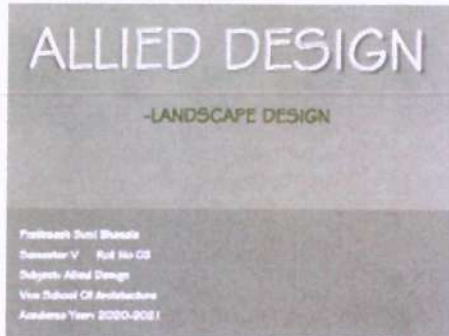 ALLIED DESIGN
-LANDSCAPE DESIGN
Semester V Roll No 03
Subject: Allied Design
School Of Architecture
Academic Year: 2020-2021